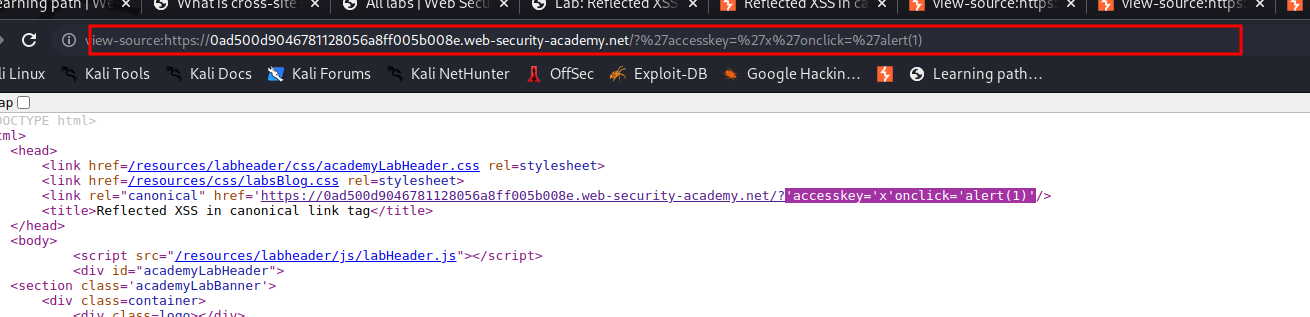 earning path | We
What is cross-site
All labs | Web Secu
Lab: Reflected XSS
Reflected XSS in ca
view-source:https:
view-source:https:
view-source:https://0ad500d9046781128056a8ff005b008e.web-security-academy.net/?%27accesskey=%27x%27onclick=%27alert(1)
li Linux Kali Tools Kali Docs Kali Forums Kali NetHunter OffSec Exploit-DB Google Hackin… Learning path…
ap
DOCTYPE html>
tml>
<head>
<link href=/resources/labheader/css/academyLabHeader.css rel=stylesheet>
<link href=/resources/css/labsBlog.css rel=stylesheet>
<link rel="canonical" href='https://0ad500d9046781128056a8ff005b008e.web-security-academy.net/?'accesskey='x'onclick='alert(1)'/>
<title>Reflected XSS in canonical link tag</title>
</head>
<body>
<script src="/resources/labheader/js/labHeader.js"></script>
<div id="academyLabHeader">
<section class='academyLabBanner'>
<div class=container>
<div class=logo></div>